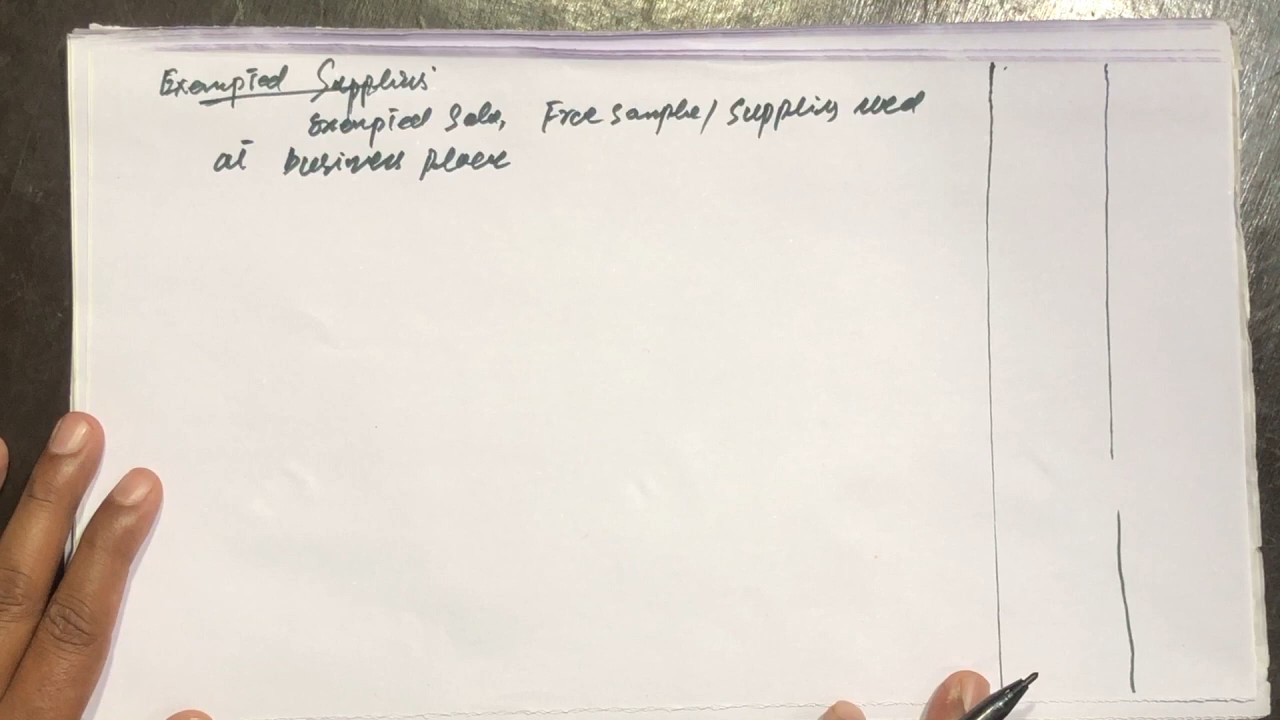 Exempted Supplies
Exempted Sale, Free sample/ supplies used
at business place